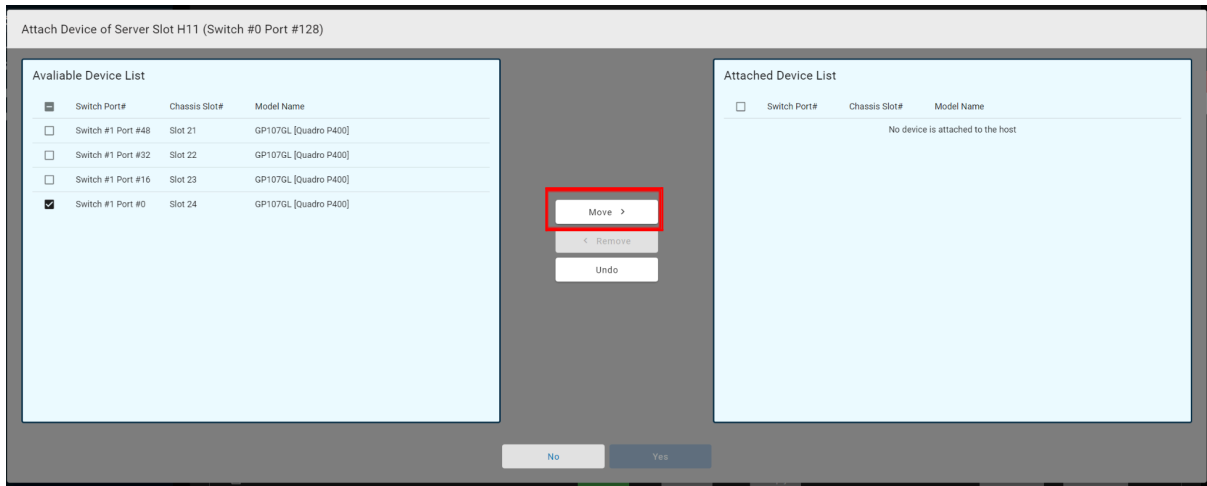 Attach Device of Server Slot H11 (Switch #0 Port #128)
Avaliable Device List
Switch Port# Chassis Slot# Model Name
Switch #1 Port #48 Slot 21 GP107GL [Quadro P400]
Switch #1 Port #32 Slot 22 GP107GL [Quadro P400]
Switch #1 Port #16 Slot 23 GP107GL [Quadro P400]
Switch #1 Port #0 Slot 24 GP107GL [Quadro P400]
Move >
< Remove
Undo
Attached Device List
Switch Port# Chassis Slot# Model Name
No device is attached to the host
No
Yes